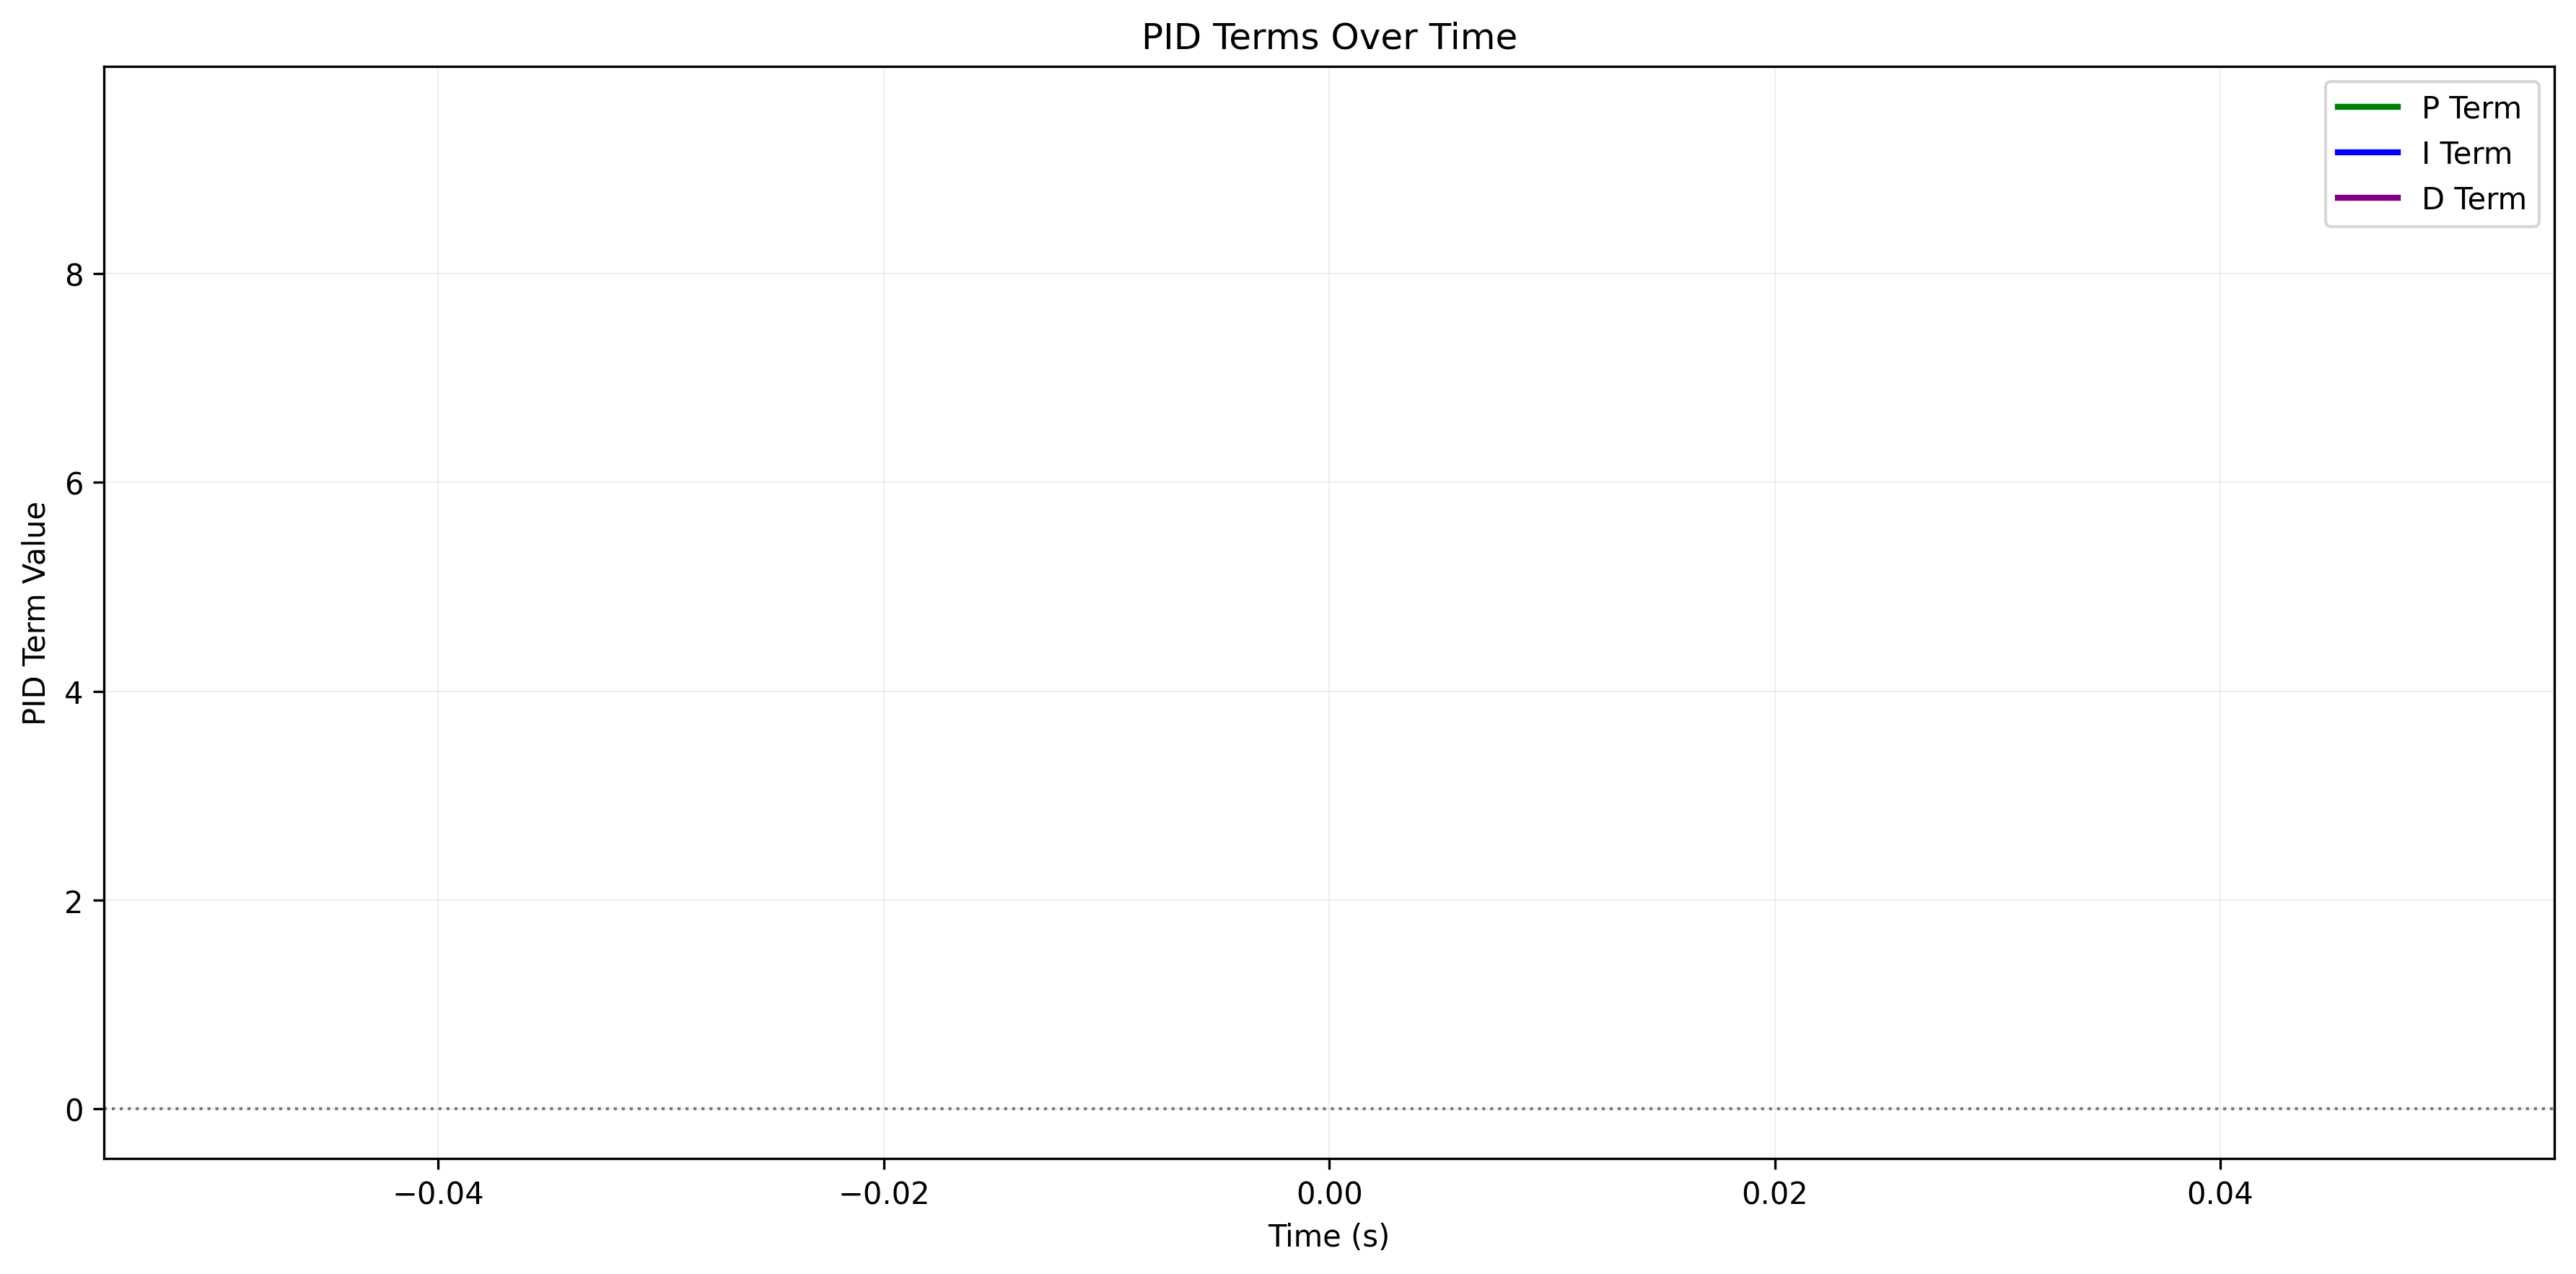 PID Terms Over Time
P Term
I Term
D Term
PID Term Value
8
6
4
2
0
−0.04
−0.02
0.00
0.02
0.04
Time (s)